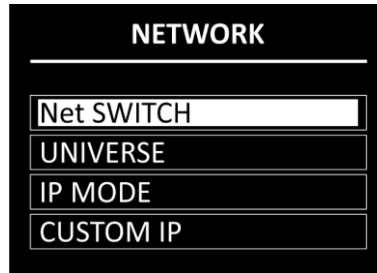 NETWORK
Net SWITCH
UNIVERSE
IP MODE
CUSTOM IP